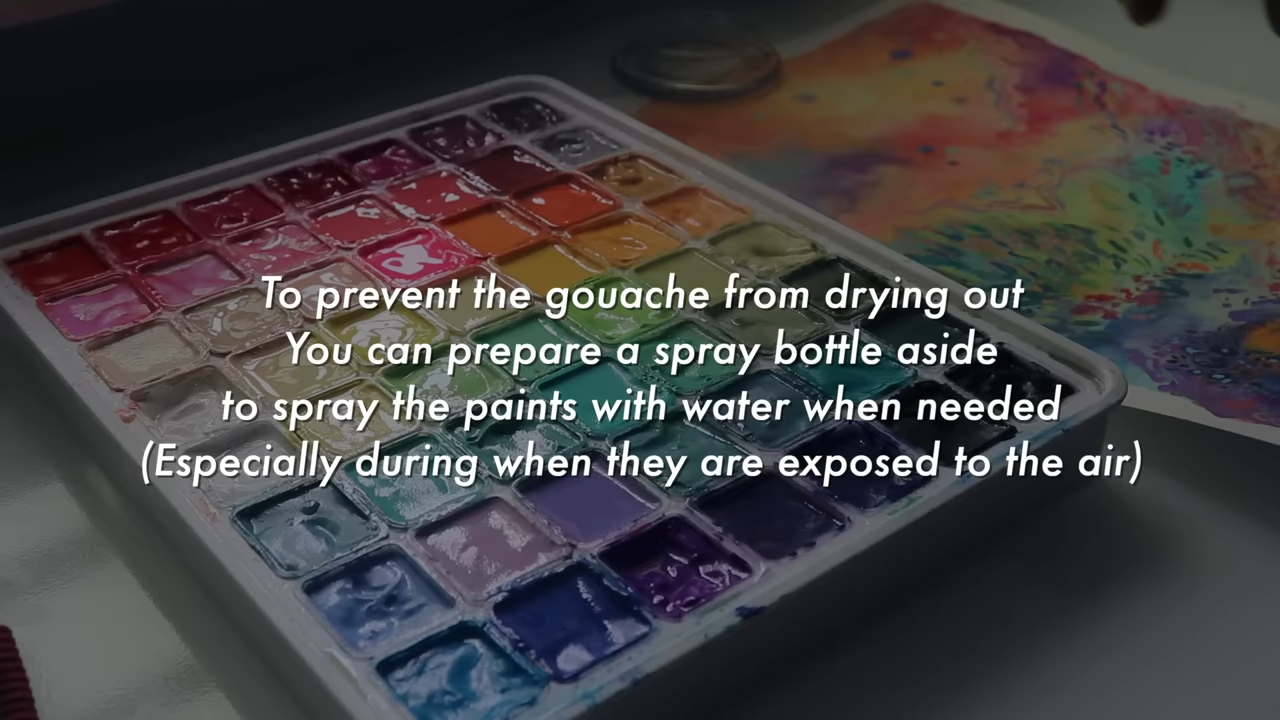 To prevent the gouache from drying out
You can prepare a spray bottle aside
to spray the paints with water when needed
(Especially during when they are exposed to the air)